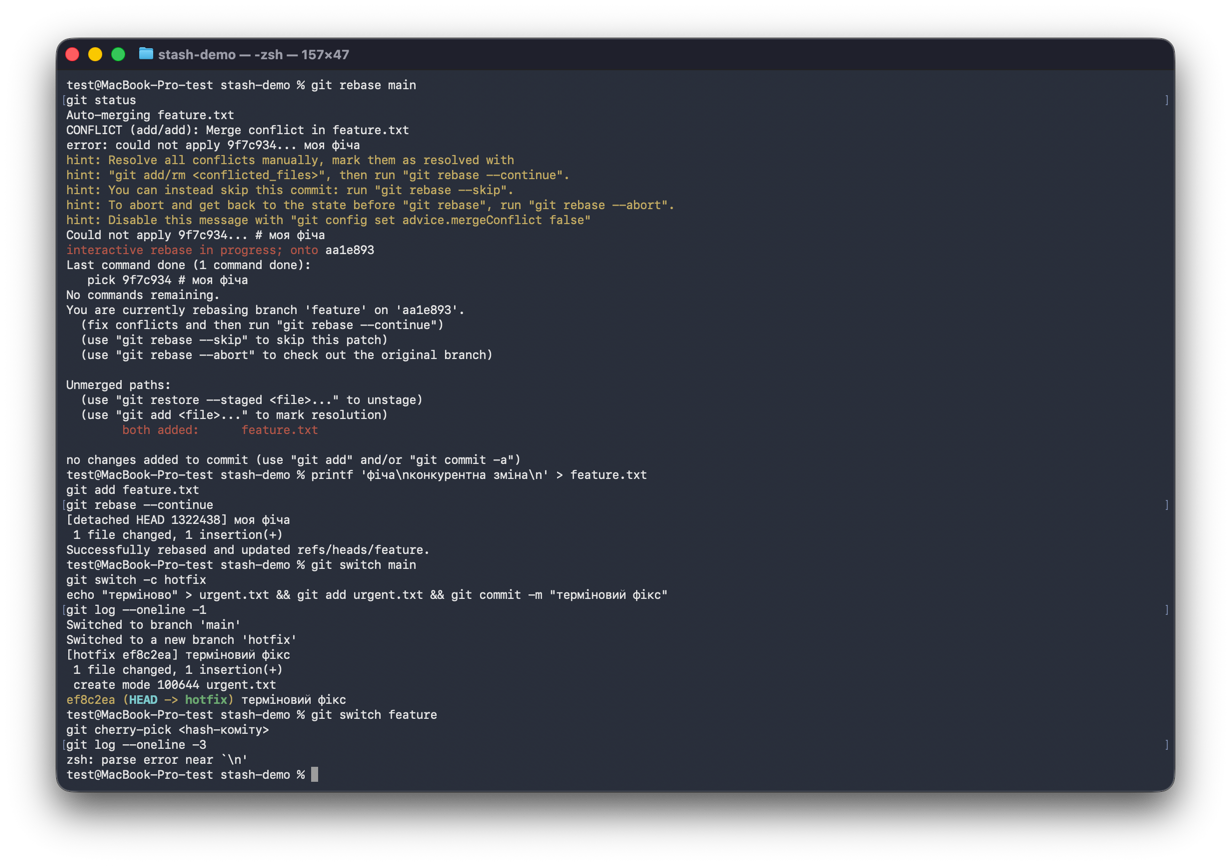 stash-demo — -zsh — 157×47
test@MacBook-Pro-test stash-demo % git rebase main
[git status ]
Auto-merging feature.txt
CONFLICT (add/add): Merge conflict in feature.txt
error: could not apply 9f7c934... моя фіча
hint: Resolve all conflicts manually, mark them as resolved with
hint: "git add/rm <conflicted_files>", then run "git rebase --continue".
hint: You can instead skip this commit: run "git rebase --skip".
hint: To abort and get back to the state before "git rebase", run "git rebase --abort".
hint: Disable this message with "git config set advice.mergeConflict false"
Could not apply 9f7c934... # моя фіча
interactive rebase in progress; onto aa1e893
Last command done (1 command done):
   pick 9f7c934 # моя фіча
No commands remaining.
You are currently rebasing branch 'feature' on 'aa1e893'.
  (fix conflicts and then run "git rebase --continue")
  (use "git rebase --skip" to skip this patch)
  (use "git rebase --abort" to check out the original branch)
Unmerged paths:
  (use "git restore --staged <file>..." to unstage)
  (use "git add <file>..." to mark resolution)
        both added:      feature.txt
no changes added to commit (use "git add" and/or "git commit -a")
test@MacBook-Pro-test stash-demo % printf 'фіча\nконкурентна зміна\n' > feature.txt
git add feature.txt
[git rebase --continue ]
[detached HEAD 1322438] моя фіча
 1 file changed, 1 insertion(+)
Successfully rebased and updated refs/heads/feature.
test@MacBook-Pro-test stash-demo % git switch main
git switch -c hotfix
echo "терміново" > urgent.txt && git add urgent.txt && git commit -m "терміновий фікс"
[git log --oneline -1 ]
Switched to branch 'main'
Switched to a new branch 'hotfix'
[hotfix ef8c2ea] терміновий фікс
 1 file changed, 1 insertion(+)
 create mode 100644 urgent.txt
ef8c2ea (HEAD -> hotfix) терміновий фікс
test@MacBook-Pro-test stash-demo % git switch feature
git cherry-pick <hash-коміту>
[git log --oneline -3 ]
zsh: parse error near `\n'
test@MacBook-Pro-test stash-demo %